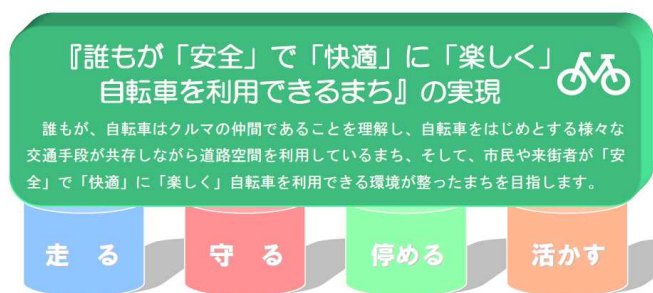 『誰もが「安全」で「快適」に「楽しく」
自転車を利用できるまち』の実現
誰もが、自転車はクルマの仲間であることを理解し、自転車をはじめとする様々な
交通手段が共存しながら道路空間を利用しているまち、そして、市民や来街者が「安
全」で「快適」に「楽しく」自転車を利用できる環境が整ったまちを目指します。
走る
守る
停める
活かす